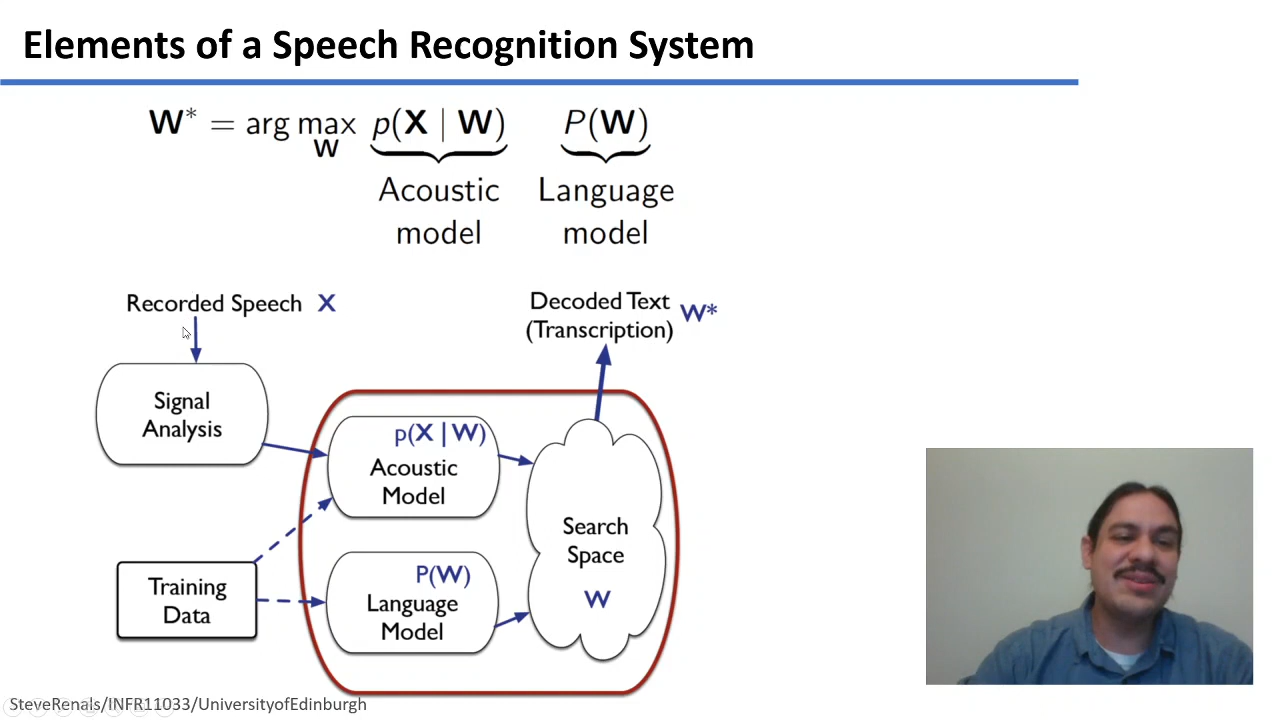 Elements of a Speech Recognition System
W* = arg max p(X | W) P(W)
W
Acoustic model
Language model
Recorded Speech X
Decoded Text
(Transcription) W*
Signal
Analysis
p(X | W)
Acoustic
Model
Search
Space
W
Training
Data
P(W)
Language
Model
SteveRenals/INFR11033/UniversityofEdinburgh